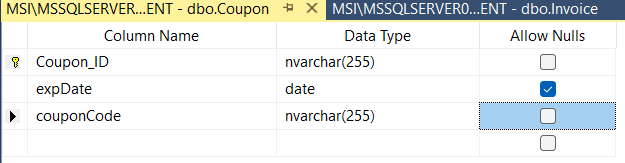 MSI\MSSQLSERVER...ENT - dbo.Coupon MSI\MSSQLSERVER0...ENT - dbo.Invoice
Column Name Data Type Allow Nulls
Coupon_ID nvarchar(255)
expDate date
couponCode nvarchar(255)